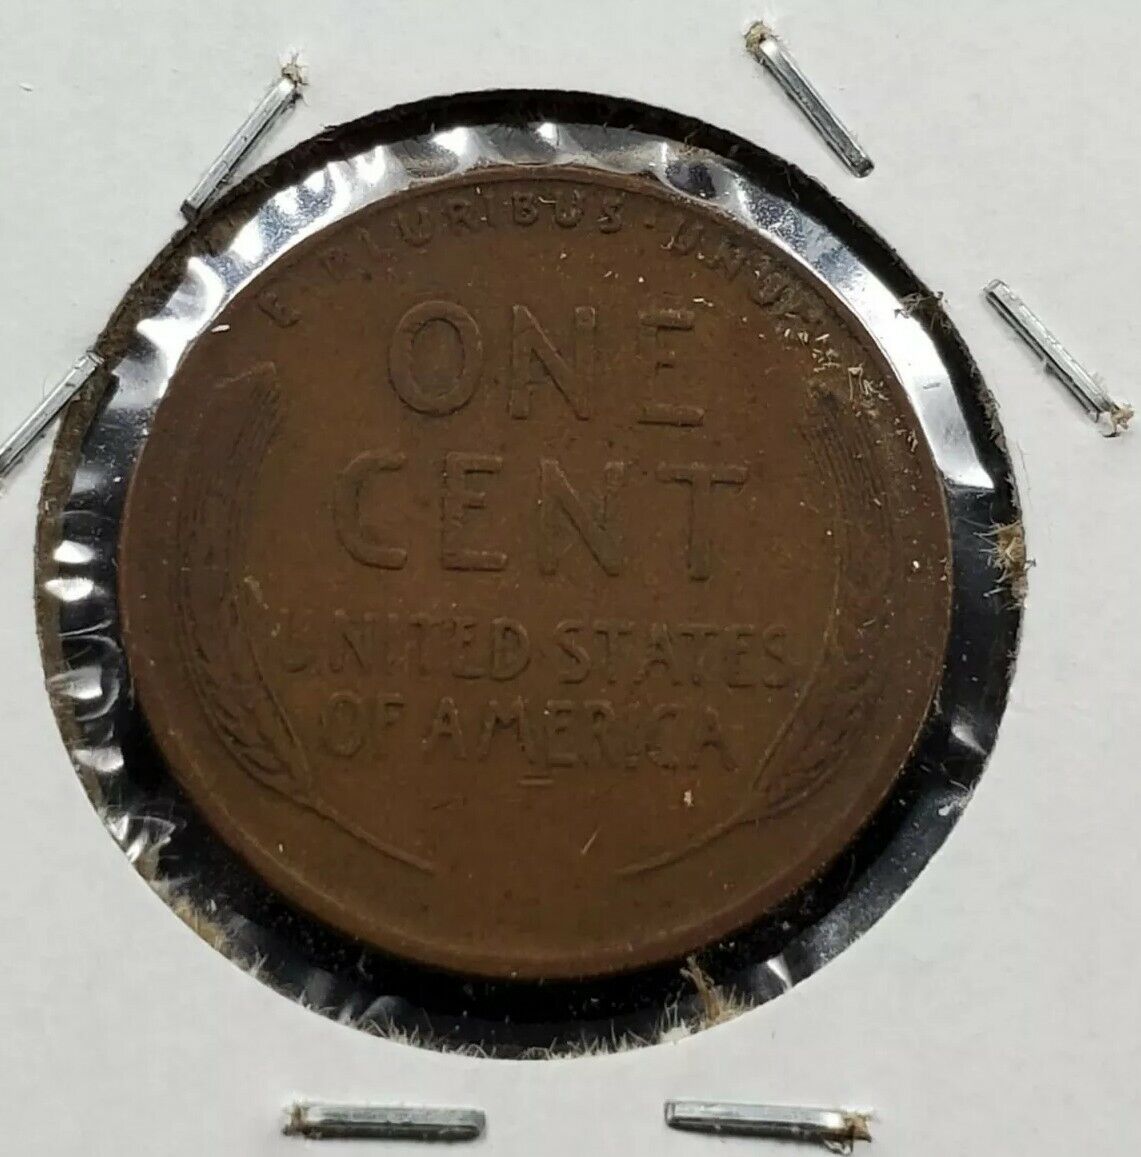 E PLURIBUS · UNUM
ONE
CENT
UNITED STATES
OF AMERICA